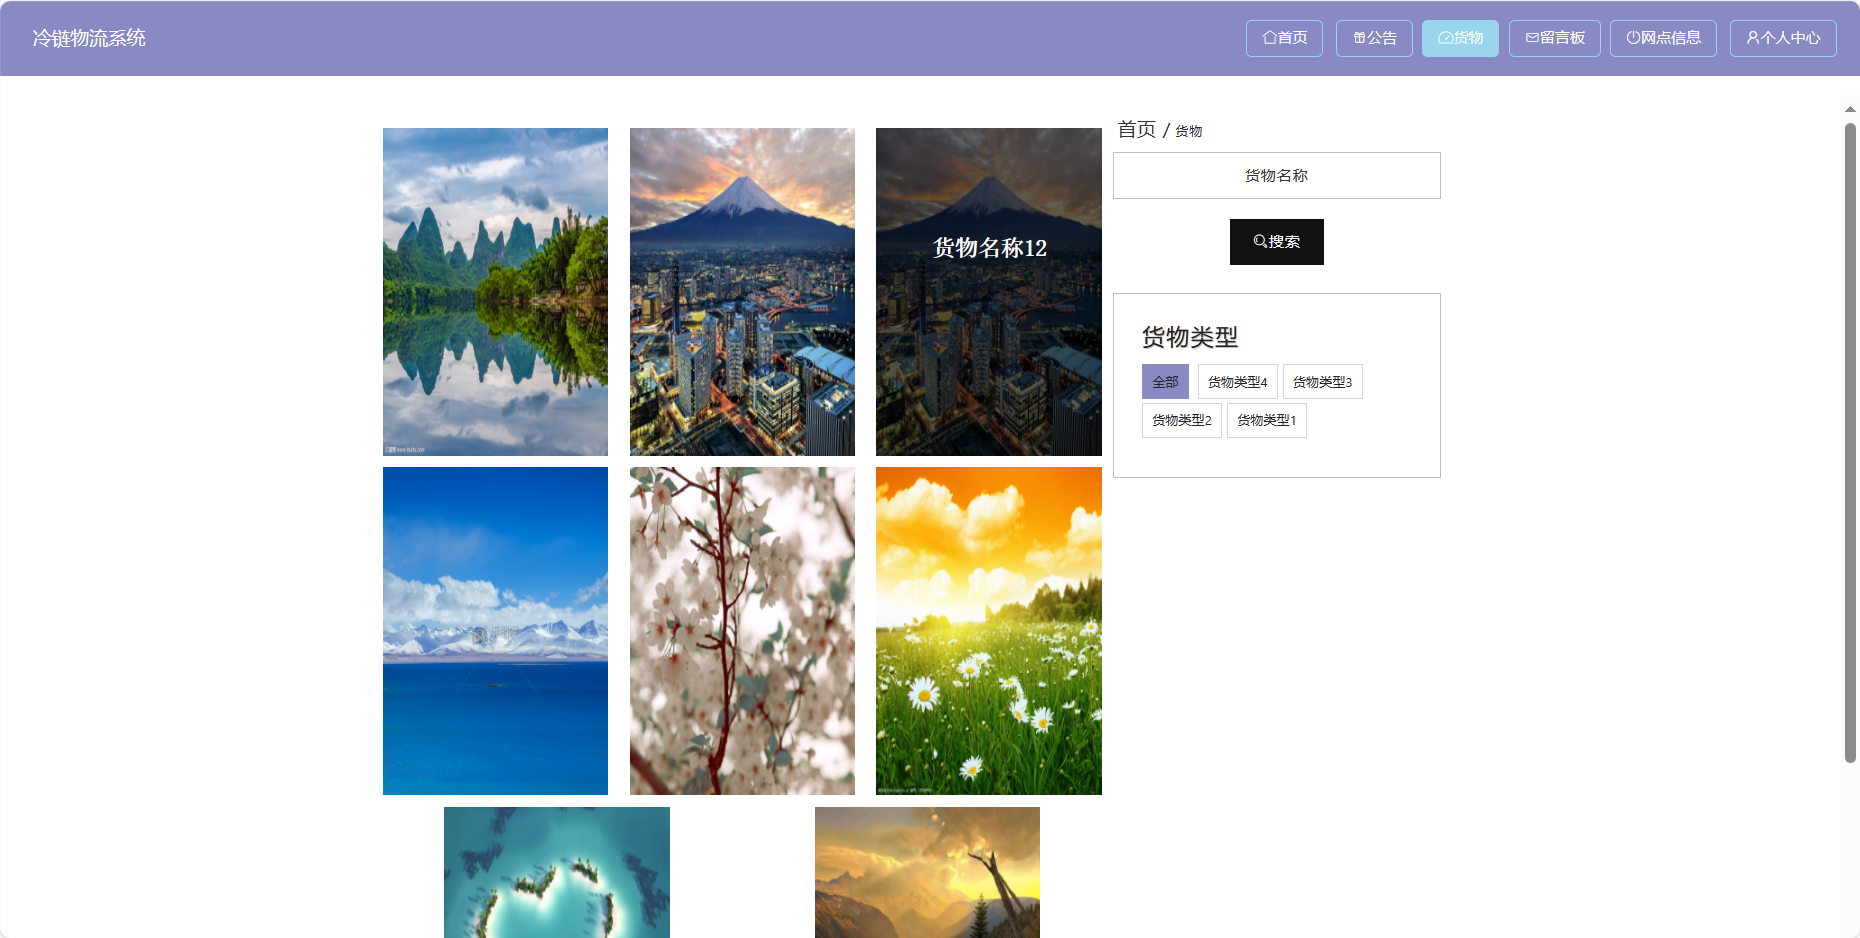 冷链物流系统
首页
公告
货物
留言板
网点信息
个人中心
首页 / 货物
货物名称
搜索
货物名称12
货物类型
全部 货物类型4 货物类型3
货物类型2 货物类型1